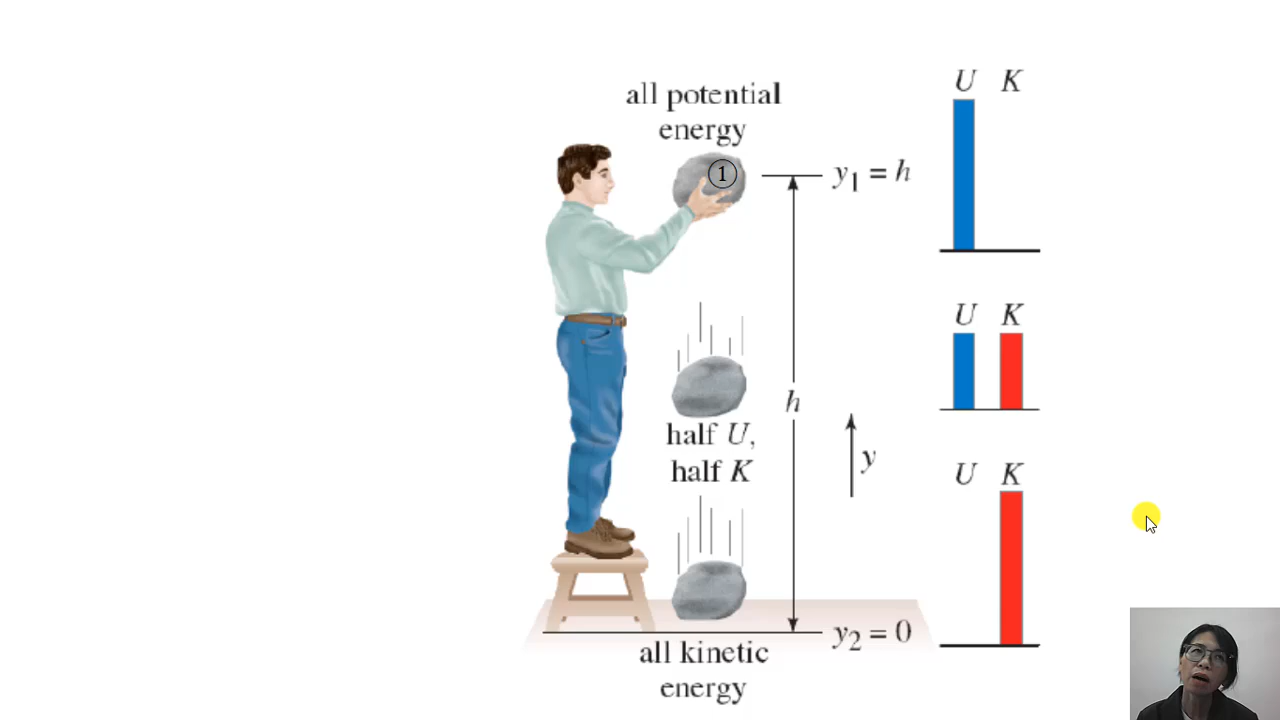 all potential
energy
①
y₁ = h
U K
U K
half U,
half K
h
y
U K
y₂ = 0
all kinetic
energy